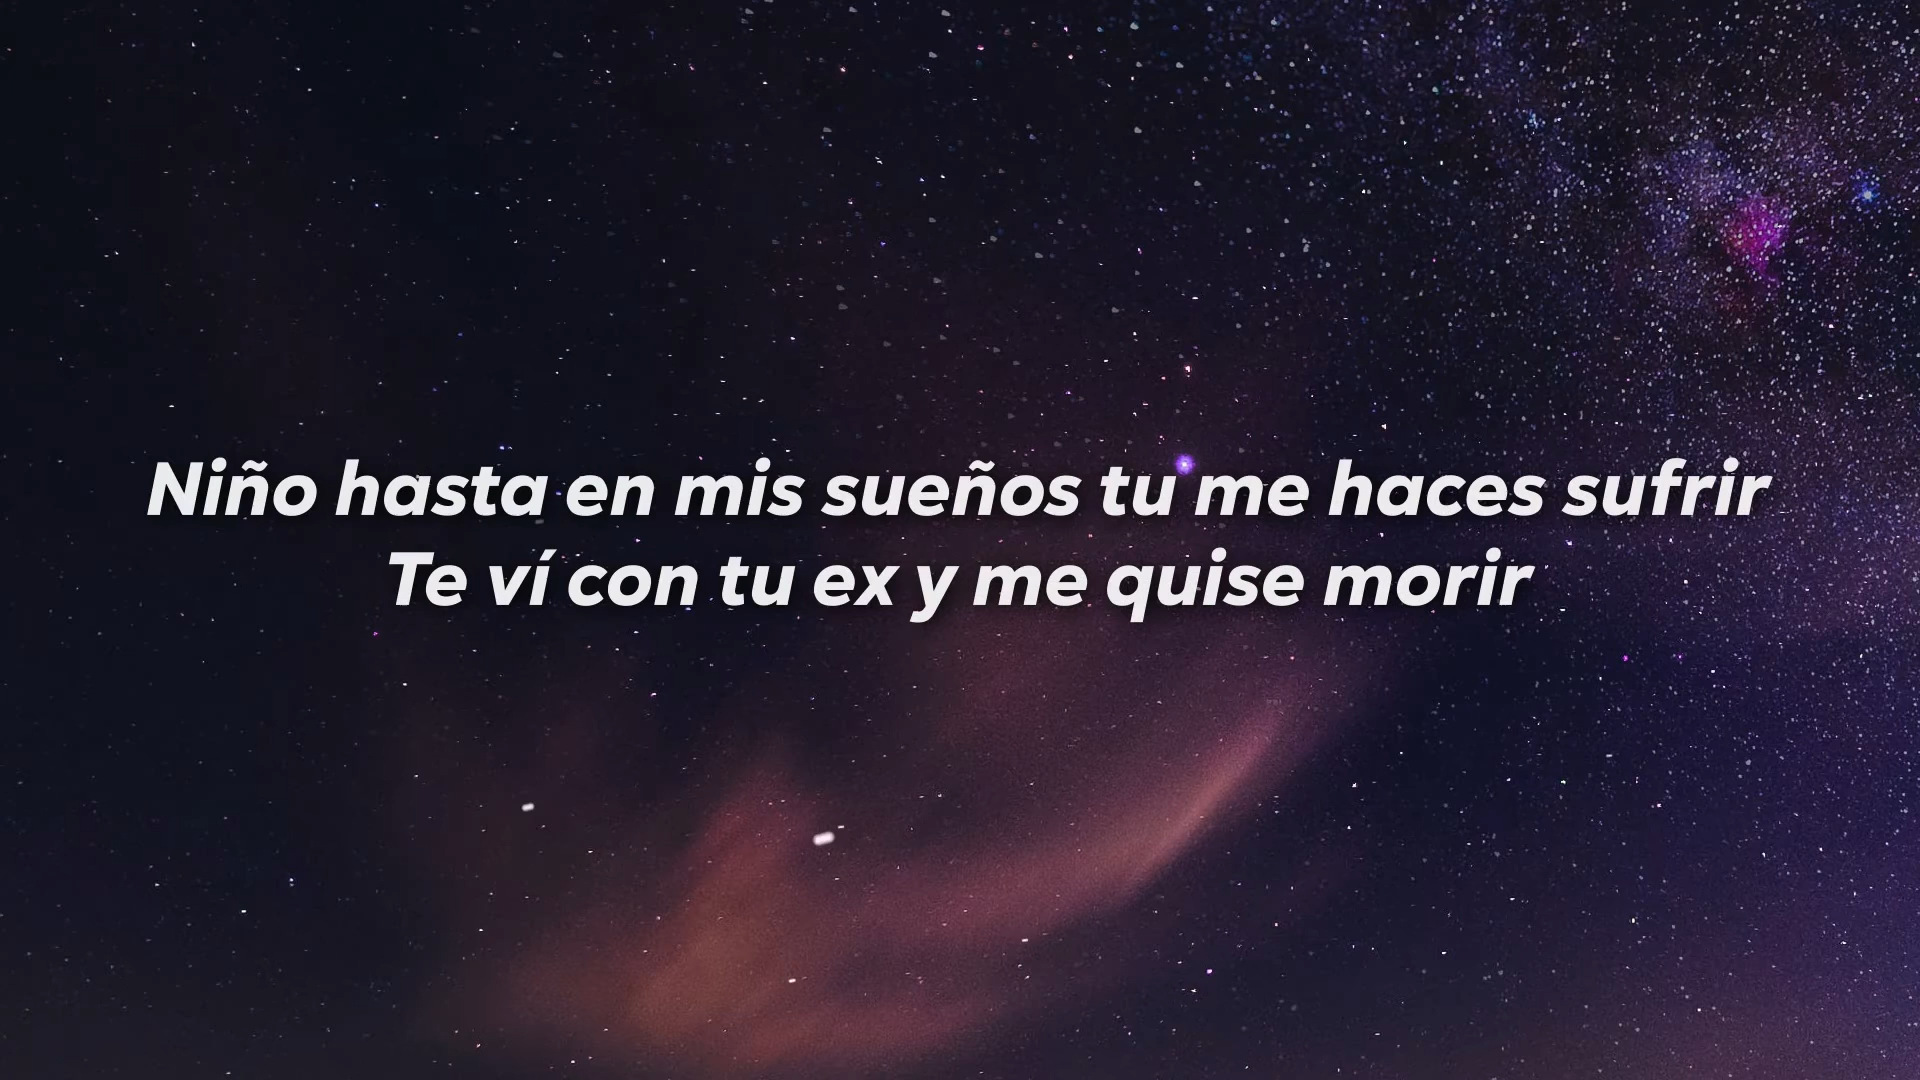 Niño hasta en mis sueños tu me haces sufrir
Te ví con tu ex y me quise morir